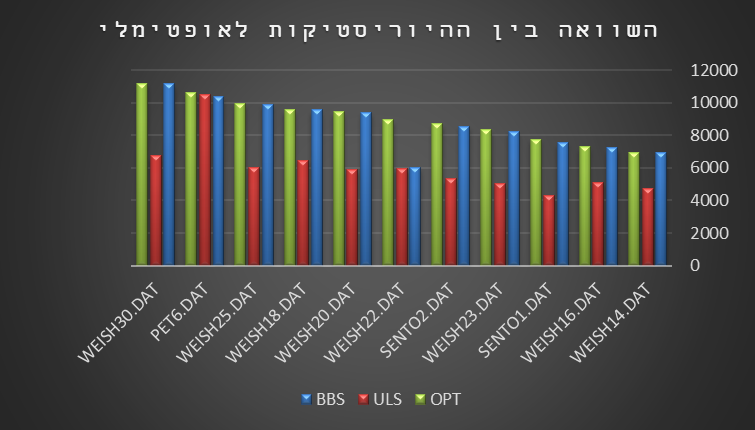 השוואה בין ההיוריסטיקות לאופטימלי
12000
10000
8000
6000
4000
2000
0
WEISH30.DAT
PET6.DAT
WEISH25.DAT
WEISH18.DAT
WEISH20.DAT
WEISH22.DAT
SENTO2.DAT
WEISH23.DAT
SENTO1.DAT
WEISH16.DAT
WEISH14.DAT
BBS ULS OPT